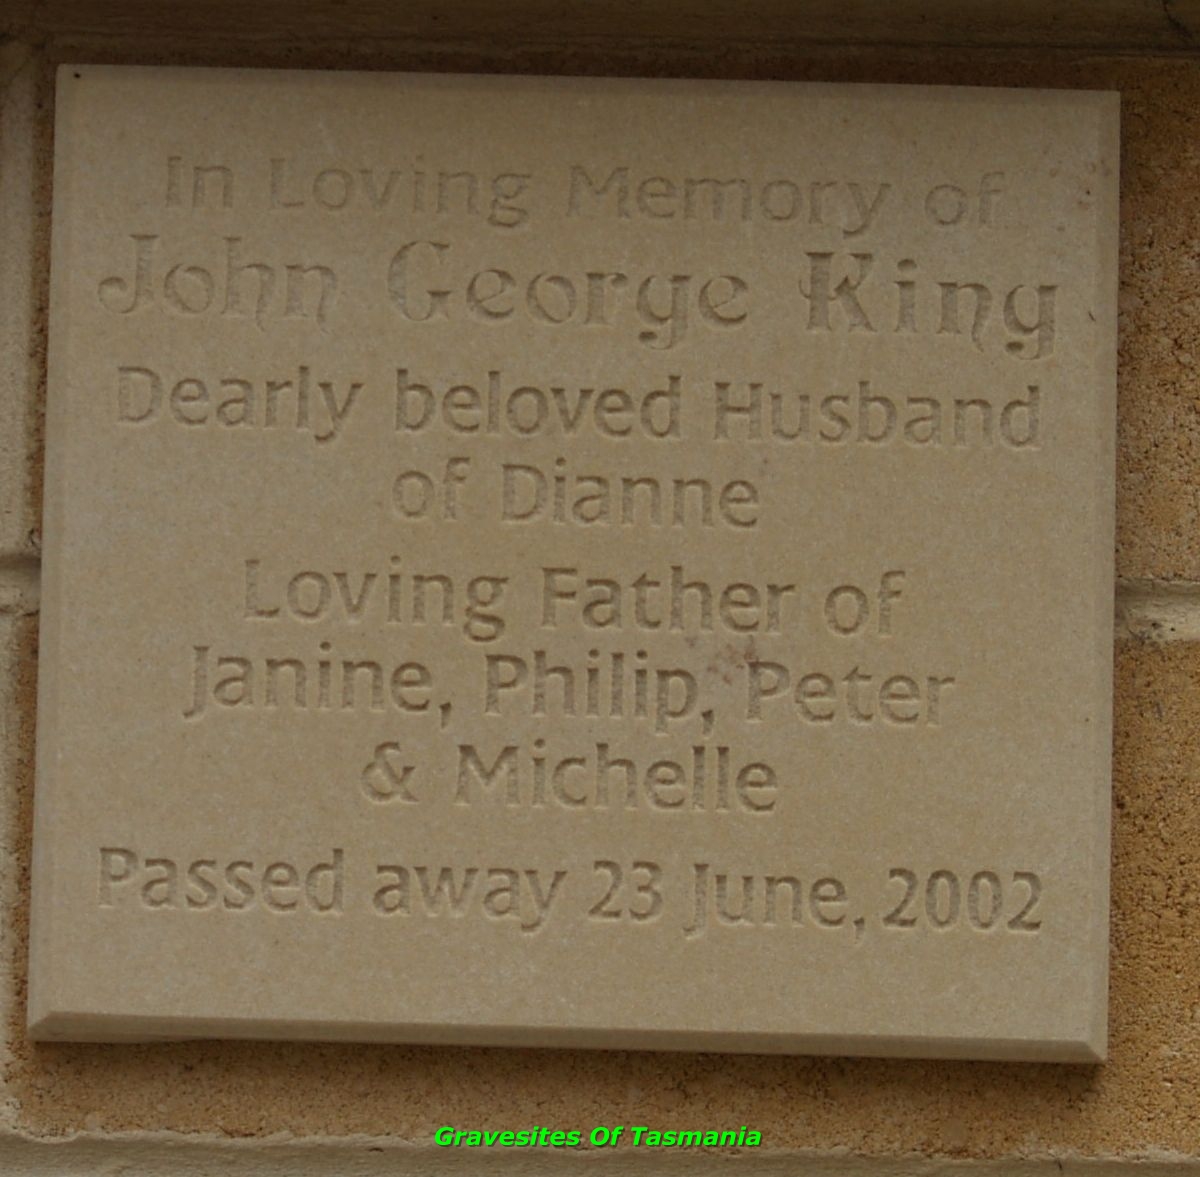 In Loving Memory of
John George King
Dearly beloved Husband
of Dianne
Loving Father of
Janine, Philip, Peter
& Michelle
Passed away 23 June, 2002
Gravesites Of Tasmania